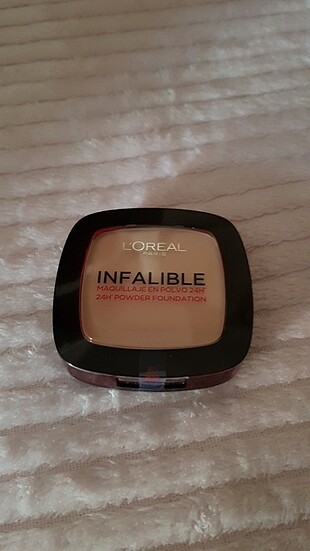 L'ORÉAL
PARIS
INFALIBLE
MAQUILLAJE EN POLVO 24H
24H POWDER FOUNDATION